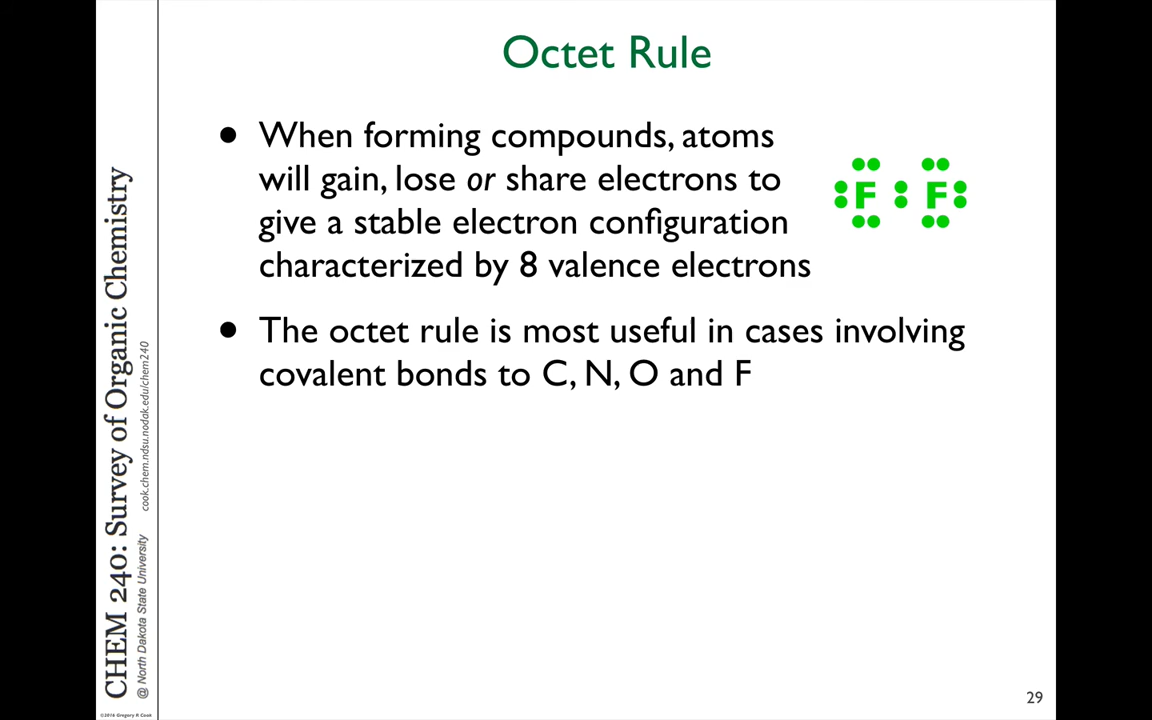 Octet Rule
• When forming compounds, atoms
will gain, lose or share electrons to
give a stable electron configuration
characterized by 8 valence electrons
F F
• The octet rule is most useful in cases involving
covalent bonds to C, N, O and F
CHEM 240: Survey of Organic Chemistry
@ North Dakota State University
cook.chem.ndsu.nodak.edu/chem240
©2016 Gregory R Cook
29